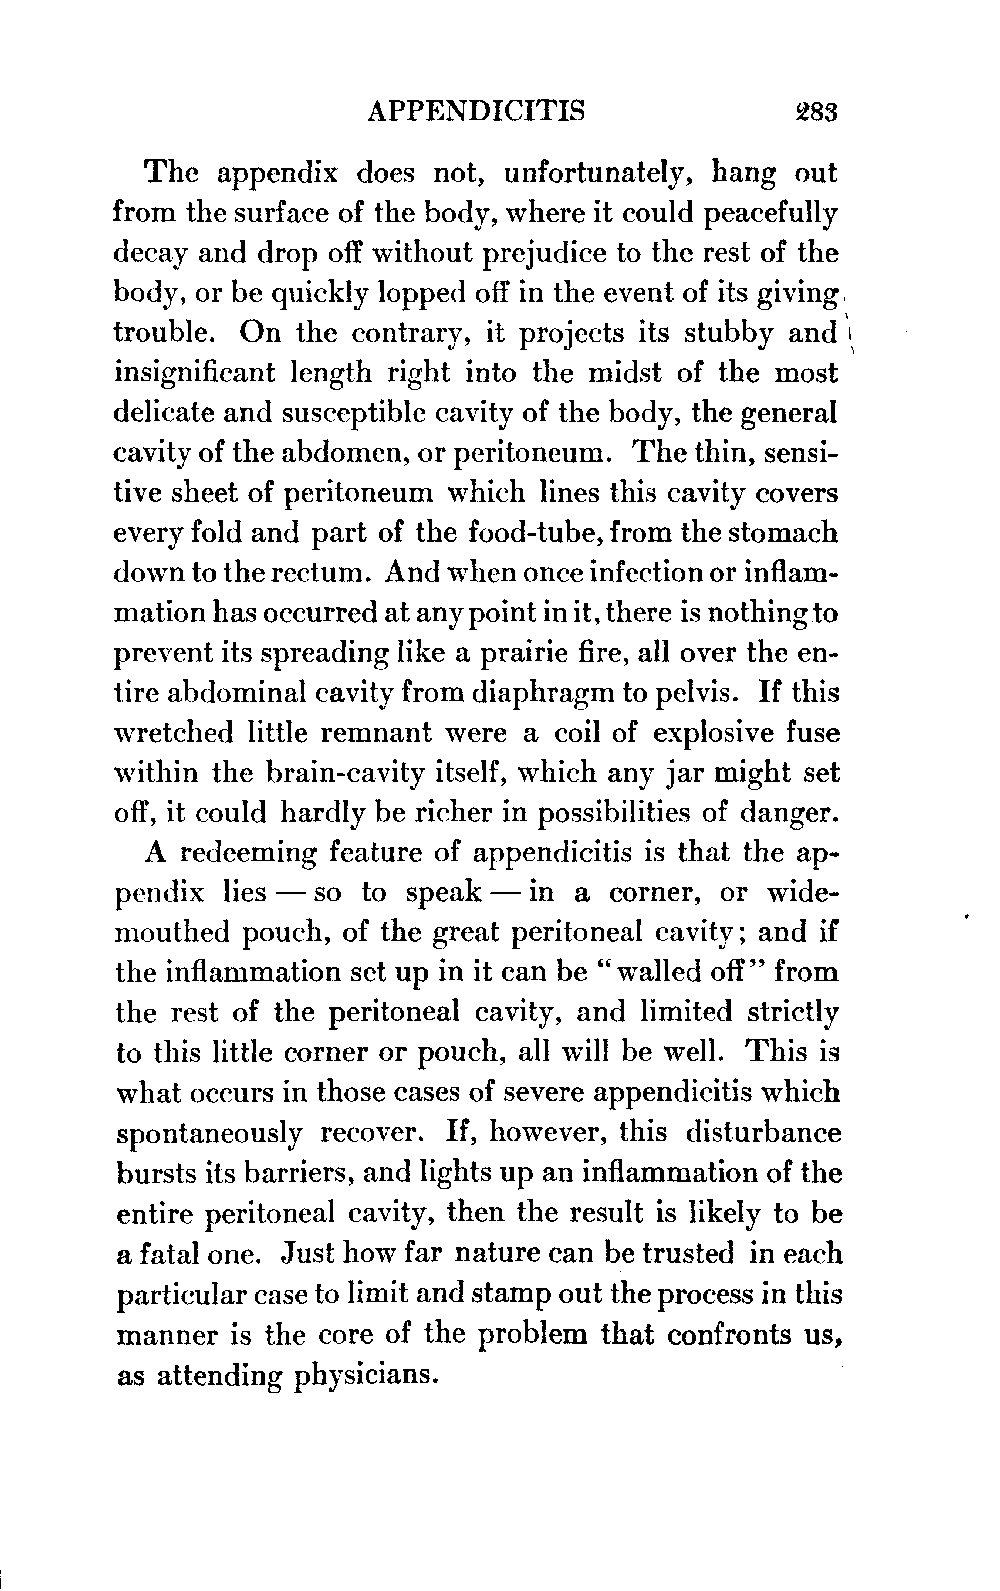 APPENDICITIS 283
The appendix does not, unfortunately, hang out
from the surface of the body, where it could peacefully
decay and drop off without prejudice to the rest of the
body, or be quickly lopped off in the event of its giving
trouble. On the contrary, it projects its stubby and
insignificant length right into the midst of the most
delicate and susceptible cavity of the body, the general
cavity of the abdomen, or peritoneum. The thin, sensi-
tive sheet of peritoneum which lines this cavity covers
every fold and part of the food-tube, from the stomach
down to the rectum. And when once infection or inflam-
mation has occurred at any point in it, there is nothing to
prevent its spreading like a prairie fire, all over the en-
tire abdominal cavity from diaphragm to pelvis. If this
wretched little remnant were a coil of explosive fuse
within the brain-cavity itself, which any jar might set
off, it could hardly be richer in possibilities of danger.
A redeeming feature of appendicitis is that the ap-
pendix lies — so to speak — in a corner, or wide-
mouthed pouch, of the great peritoneal cavity; and if
the inflammation set up in it can be “walled off” from
the rest of the peritoneal cavity, and limited strictly
to this little corner or pouch, all will be well. This is
what occurs in those cases of severe appendicitis which
spontaneously recover. If, however, this disturbance
bursts its barriers, and lights up an inflammation of the
entire peritoneal cavity, then the result is likely to be
a fatal one. Just how far nature can be trusted in each
particular case to limit and stamp out the process in this
manner is the core of the problem that confronts us,
as attending physicians.